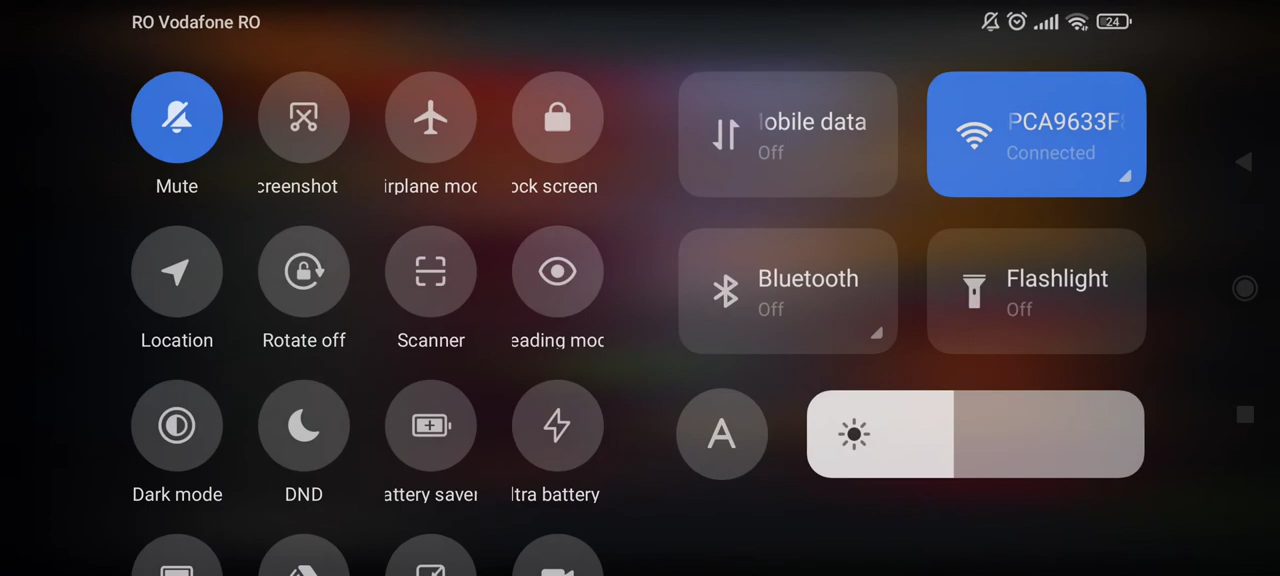 RO Vodafone RO
24
Mute
creenshot
irplane moc
ock screen
obile data
Off
PCA9633F
Connected
Location
Rotate off
Scanner
eading moc
Bluetooth
Off
Flashlight
Off
Dark mode
DND
attery saver
ltra battery
A